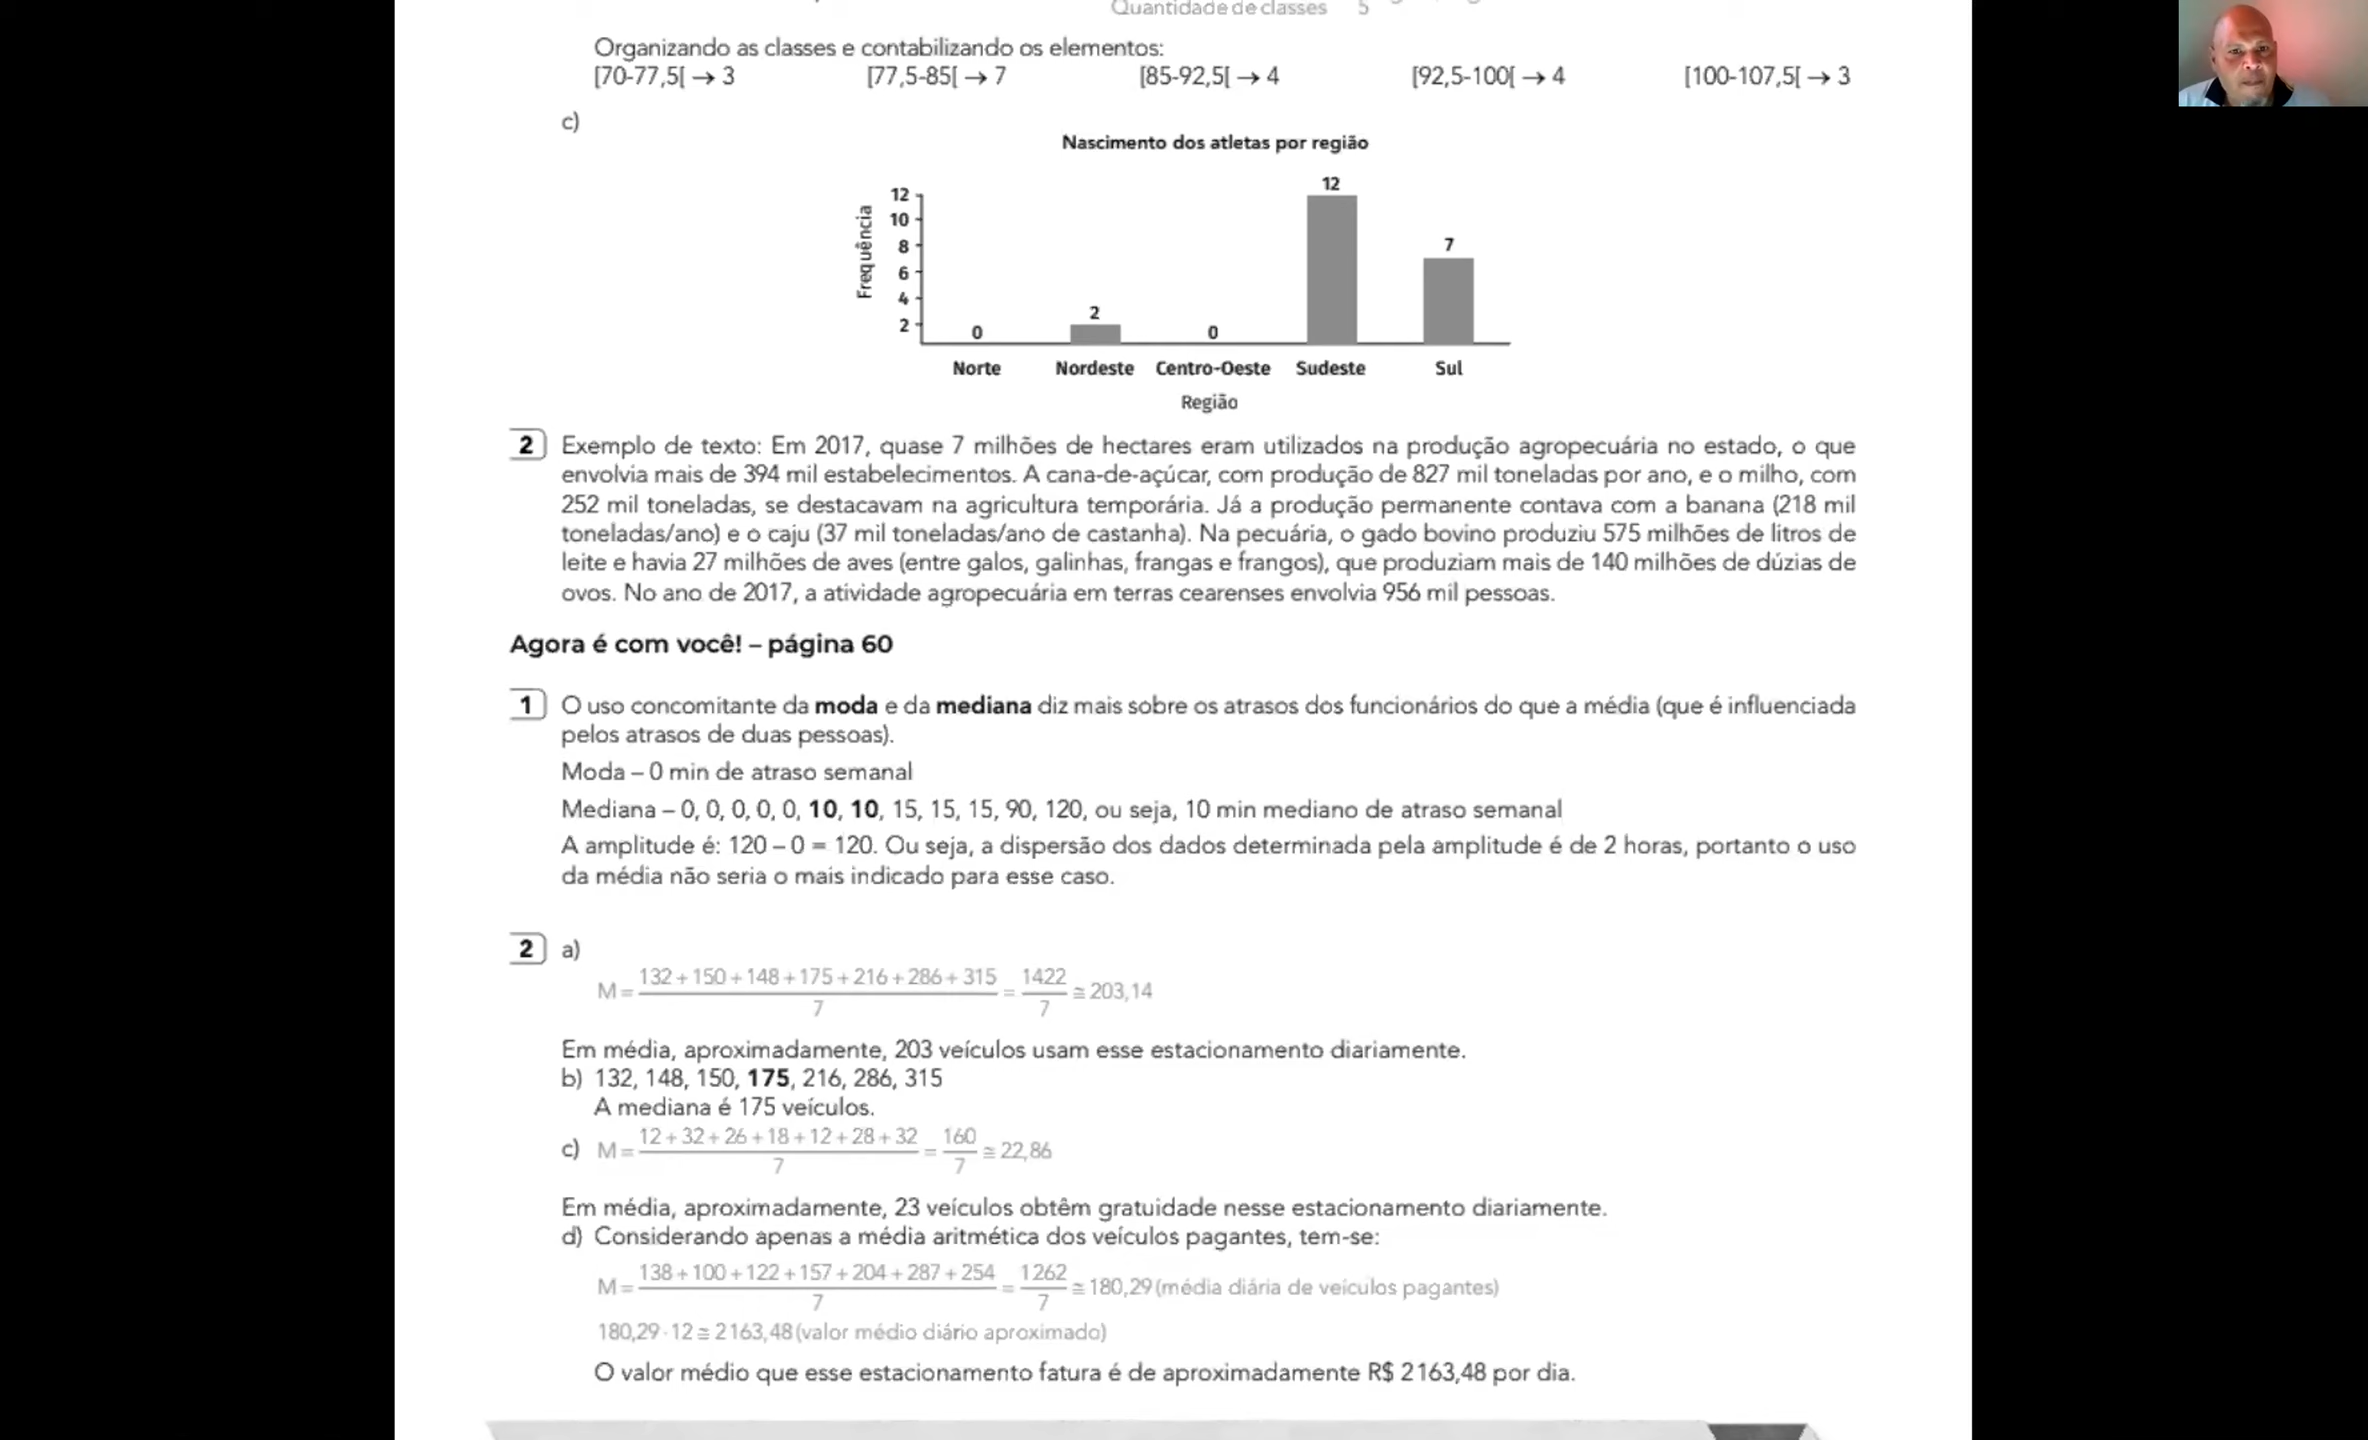 Quantidade de classes 5
Organizando as classes e contabilizando os elementos:
[70-77,5[ → 3 [77,5-85[ → 7 [85-92,5[ → 4 [92,5-100[ → 4 [100-107,5[ → 3
c)
Nascimento dos atletas por região
Frequência
12
10
8
6
4
2
0 2 0 12 7
Norte Nordeste Centro-Oeste Sudeste Sul
Região
2 Exemplo de texto: Em 2017, quase 7 milhões de hectares eram utilizados na produção agropecuária no estado, o que
envolvia mais de 394 mil estabelecimentos. A cana-de-açúcar, com produção de 827 mil toneladas por ano, e o milho, com
252 mil toneladas, se destacavam na agricultura temporária. Já a produção permanente contava com a banana (218 mil
toneladas/ano) e o caju (37 mil toneladas/ano de castanha). Na pecuária, o gado bovino produziu 575 milhões de litros de
leite e havia 27 milhões de aves (entre galos, galinhas, frangas e frangos), que produziam mais de 140 milhões de dúzias de
ovos. No ano de 2017, a atividade agropecuária em terras cearenses envolvia 956 mil pessoas.
Agora é com você! – página 60
1 O uso concomitante da moda e da mediana diz mais sobre os atrasos dos funcionários do que a média (que é influenciada
pelos atrasos de duas pessoas).
Moda – 0 min de atraso semanal
Mediana – 0, 0, 0, 0, 0, 10, 10, 15, 15, 15, 90, 120, ou seja, 10 min mediano de atraso semanal
A amplitude é: 120 – 0 = 120. Ou seja, a dispersão dos dados determinada pela amplitude é de 2 horas, portanto o uso
da média não seria o mais indicado para esse caso.
2 a)
M = (132 + 150 + 148 + 175 + 216 + 286 + 315)/7 = 1422/7 ≅ 203,14
Em média, aproximadamente, 203 veículos usam esse estacionamento diariamente.
b) 132, 148, 150, 175, 216, 286, 315
A mediana é 175 veículos.
c) M = (12 + 32 + 26 + 18 + 12 + 28 + 32)/7 = 160/7 ≅ 22,86
Em média, aproximadamente, 23 veículos obtêm gratuidade nesse estacionamento diariamente.
d) Considerando apenas a média aritmética dos veículos pagantes, tem-se:
M = (138 + 100 + 122 + 157 + 204 + 287 + 254)/7 = 1262/7 ≅ 180,29 (média diária de veículos pagantes)
180,29 · 12 ≅ 2 163,48 (valor médio diário aproximado)
O valor médio que esse estacionamento fatura é de aproximadamente R$ 2 163,48 por dia.